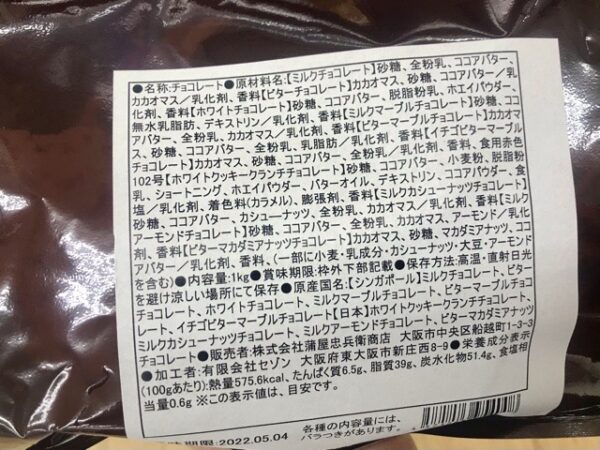 ●名称:チョコレート●原材料名:【ミルクチョコレート】砂糖、全粉乳、ココアバター、
カカオマス／乳化剤、香料【ビターチョコレート】カカオマス、砂糖、ココアバター／乳
化剤、香料【ホワイトチョコレート】砂糖、ココアバター、脱脂粉乳、ホエイパウダー、
無水乳脂肪、デキストリン／乳化剤、香料【ミルクマーブルチョコレート】砂糖、ココ
アバター、全粉乳、カカオマス／乳化剤、香料【ビターマーブルチョコレート】カカオマ
ス、砂糖、ココアバター、全粉乳、乳脂肪／乳化剤、香料【イチゴビターマーブル
チョコレート】カカオマス、砂糖、ココアバター、全粉乳／乳化剤、香料、食用赤色
102号【ホワイトクッキークランチチョコレート】砂糖、ココアバター、小麦粉、脱脂粉
乳、ショートニング、ホエイパウダー、バターオイル、デキストリン、ココアパウダー、食
塩／乳化剤、着色料(カラメル)、膨張剤、香料【ミルクカシューナッツチョコレート】
砂糖、ココアバター、カシューナッツ、全粉乳、カカオマス／乳化剤、香料【ミルク
アーモンドチョコレート】砂糖、ココアバター、全粉乳、カカオマス、アーモンド／乳化
剤、香料【ビターマカダミアナッツチョコレート】カカオマス、砂糖、マカダミアナッツ、ココ
アバター／乳化剤、香料、(一部に小麦・乳成分・カシューナッツ・大豆・アーモンド
を含む)●内容量:1kg●賞味期限:枠外下部記載●保存方法:高温・直射日光
を避け涼しい場所にて保存●原産国名:【シンガポール】ミルクチョコレート、ビター
チョコレート、ホワイトチョコレート、ミルクマーブルチョコレート、ビターマーブルチョコレー
ト、イチゴビターマーブルチョコレート【日本】ホワイトクッキークランチチョコレート、
ミルクカシューナッツチョコレート、ミルクアーモンドチョコレート、ビターマカダミアナッツ
チョコレート●販売者:株式会社蒲屋忠兵衛商店 大阪市中央区船越町1-3-3
●加工者:有限会社セゾン 大阪府東大阪市新庄西8-9●栄養成分表示
(100gあたり):熱量575.6kcal、たんぱく質6.5g、脂質39g、炭水化物51.4g、食塩相
当量0.6g ※この表示値は、目安です。
期限:2022.05.04
各種の内容量には、
バラつきがあります。